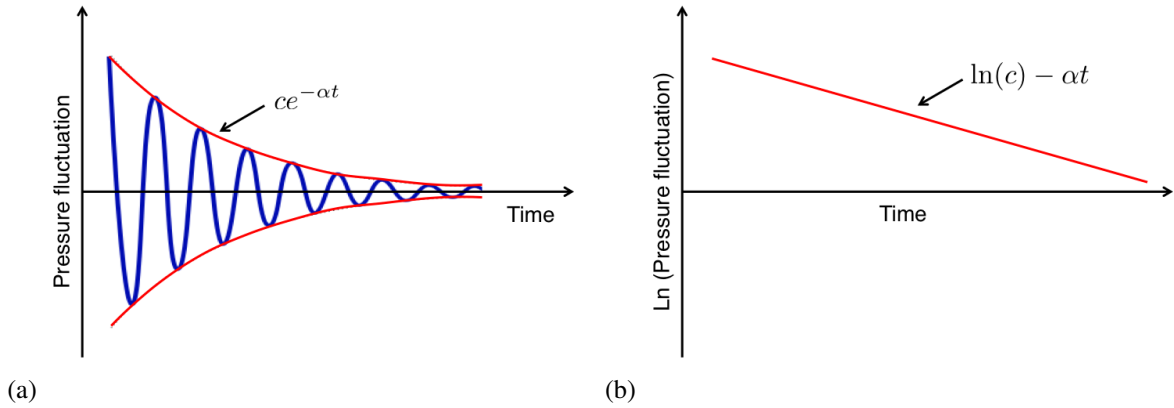 Pressure fluctuation
ce^{-αt}
Time
(a)
Ln (Pressure fluctuation)
ln(c) − αt
Time
(b)